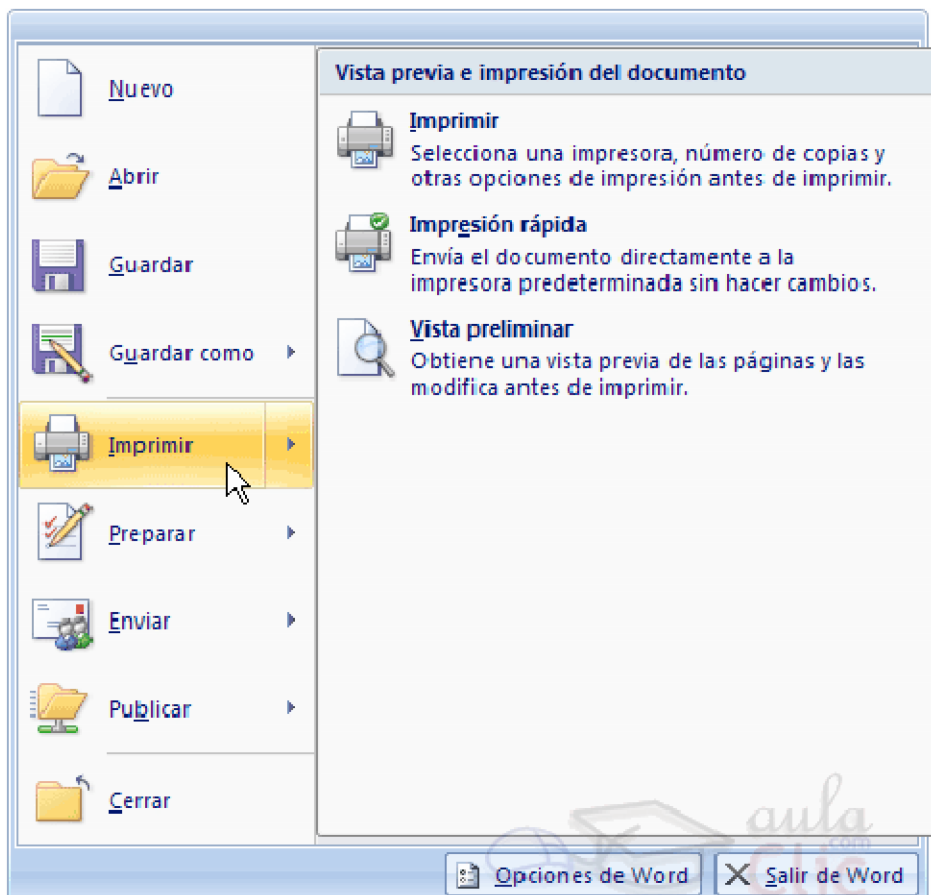 Nuevo
Abrir
Guardar
Guardar como
Imprimir
Preparar
Enviar
Publicar
Cerrar
Vista previa e impresión del documento
Imprimir
Selecciona una impresora, número de copias y
otras opciones de impresión antes de imprimir.
Impresión rápida
Envía el documento directamente a la
impresora predeterminada sin hacer cambios.
Vista preliminar
Obtiene una vista previa de las páginas y las
modifica antes de imprimir.
aula
.com
Clic
Opciones de Word
Salir de Word